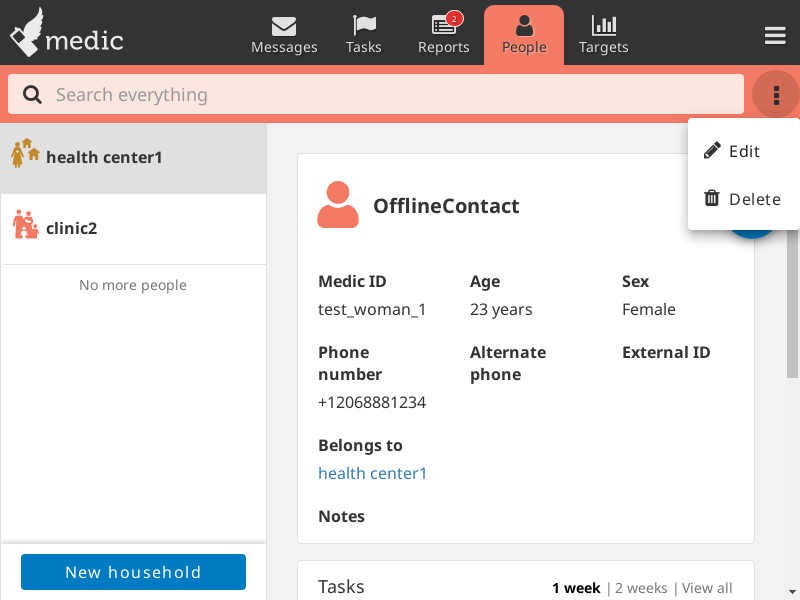 medic
Messages
Tasks
2
Reports
People
Targets
Search everything
Edit
Delete
health center1
clinic2
No more people
New household
OfflineContact
Medic ID
test_woman_1
Age
23 years
Sex
Female
Phone
number
+12068881234
Alternate
phone
External ID
Belongs to
health center1
Notes
Tasks
1 week | 2 weeks | View all